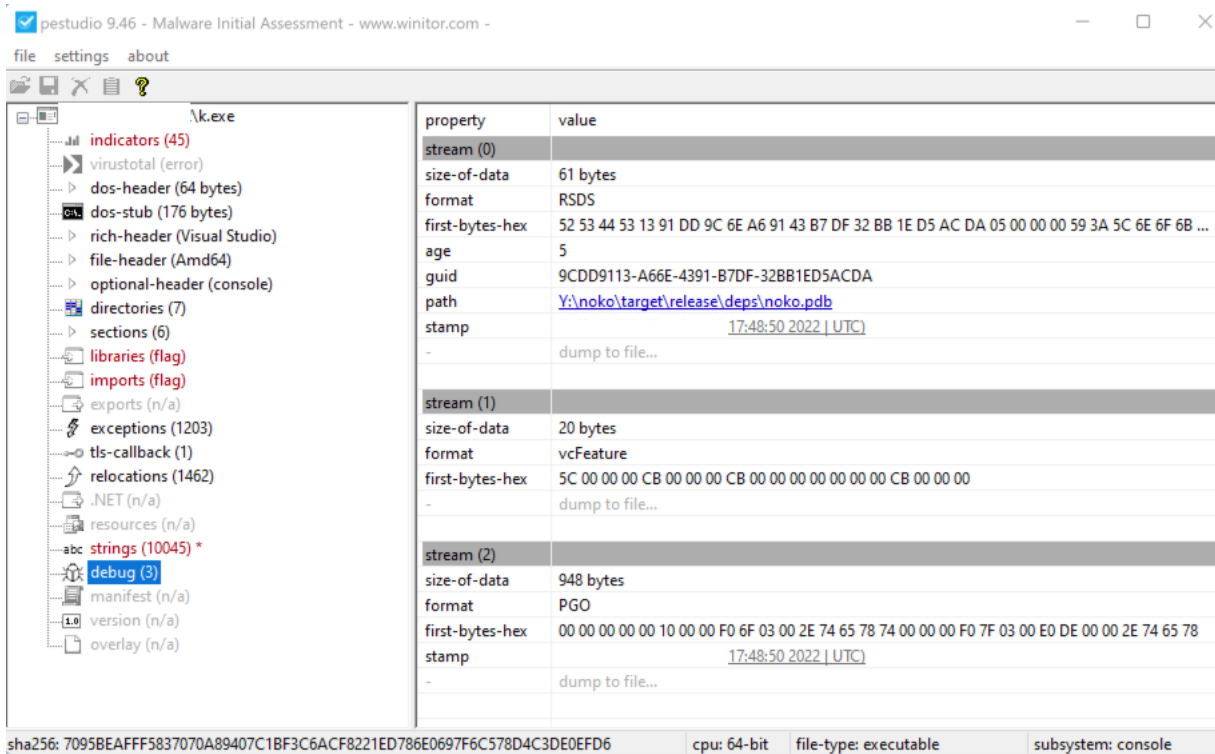 pestudio 9.46 - Malware Initial Assessment - www.winitor.com -
file settings about
\k.exe
indicators (45)
virustotal (error)
dos-header (64 bytes)
dos-stub (176 bytes)
rich-header (Visual Studio)
file-header (Amd64)
optional-header (console)
directories (7)
sections (6)
libraries (flag)
imports (flag)
exports (n/a)
exceptions (1203)
tls-callback (1)
relocations (1462)
.NET (n/a)
resources (n/a)
abc strings (10045) *
debug (3)
manifest (n/a)
1.0 version (n/a)
overlay (n/a)
property value
stream (0)
size-of-data 61 bytes
format RSDS
first-bytes-hex 52 53 44 53 13 91 DD 9C 6E A6 91 43 B7 DF 32 BB 1E D5 AC DA 05 00 00 00 59 3A 5C 6E 6F 6B ...
age 5
guid 9CDD9113-A66E-4391-B7DF-32BB1ED5ACDA
path Y:\noko\target\release\deps\noko.pdb
stamp 17:48:50 2022 | UTC)
- dump to file...
stream (1)
size-of-data 20 bytes
format vcFeature
first-bytes-hex 5C 00 00 00 CB 00 00 00 CB 00 00 00 00 00 00 00 CB 00 00 00
- dump to file...
stream (2)
size-of-data 948 bytes
format PGO
first-bytes-hex 00 00 00 00 00 10 00 00 F0 6F 03 00 2E 74 65 78 74 00 00 00 F0 7F 03 00 E0 DE 00 00 2E 74 65 78
stamp 17:48:50 2022 | UTC)
- dump to file...
sha256: 7095BEAFFF5837070A89407C1BF3C6ACF8221ED786E0697F6C578D4C3DE0EFD6 cpu: 64-bit file-type: executable subsystem: console